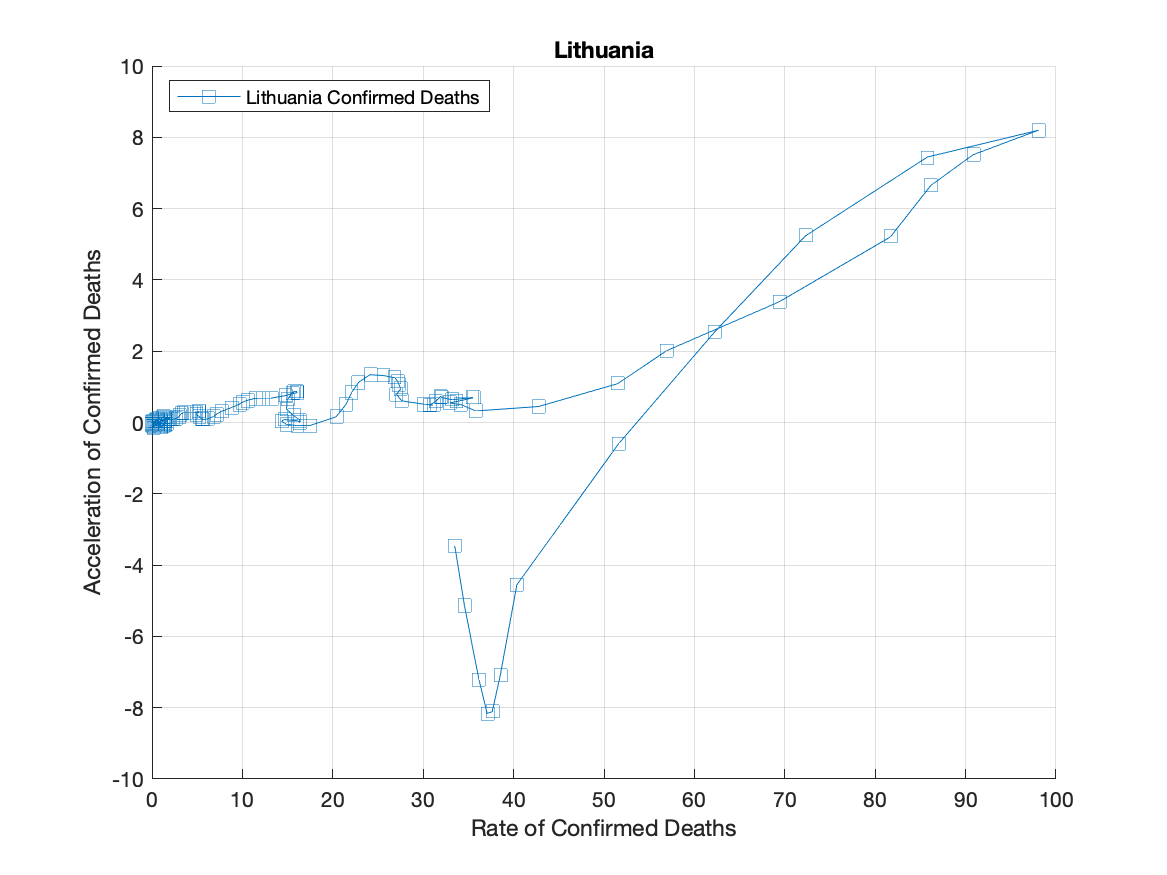 Lithuania
Lithuania Confirmed Deaths
10
8
6
4
2
0
-2
-4
-6
-8
-10
Acceleration of Confirmed Deaths
0 10 20 30 40 50 60 70 80 90 100
Rate of Confirmed Deaths